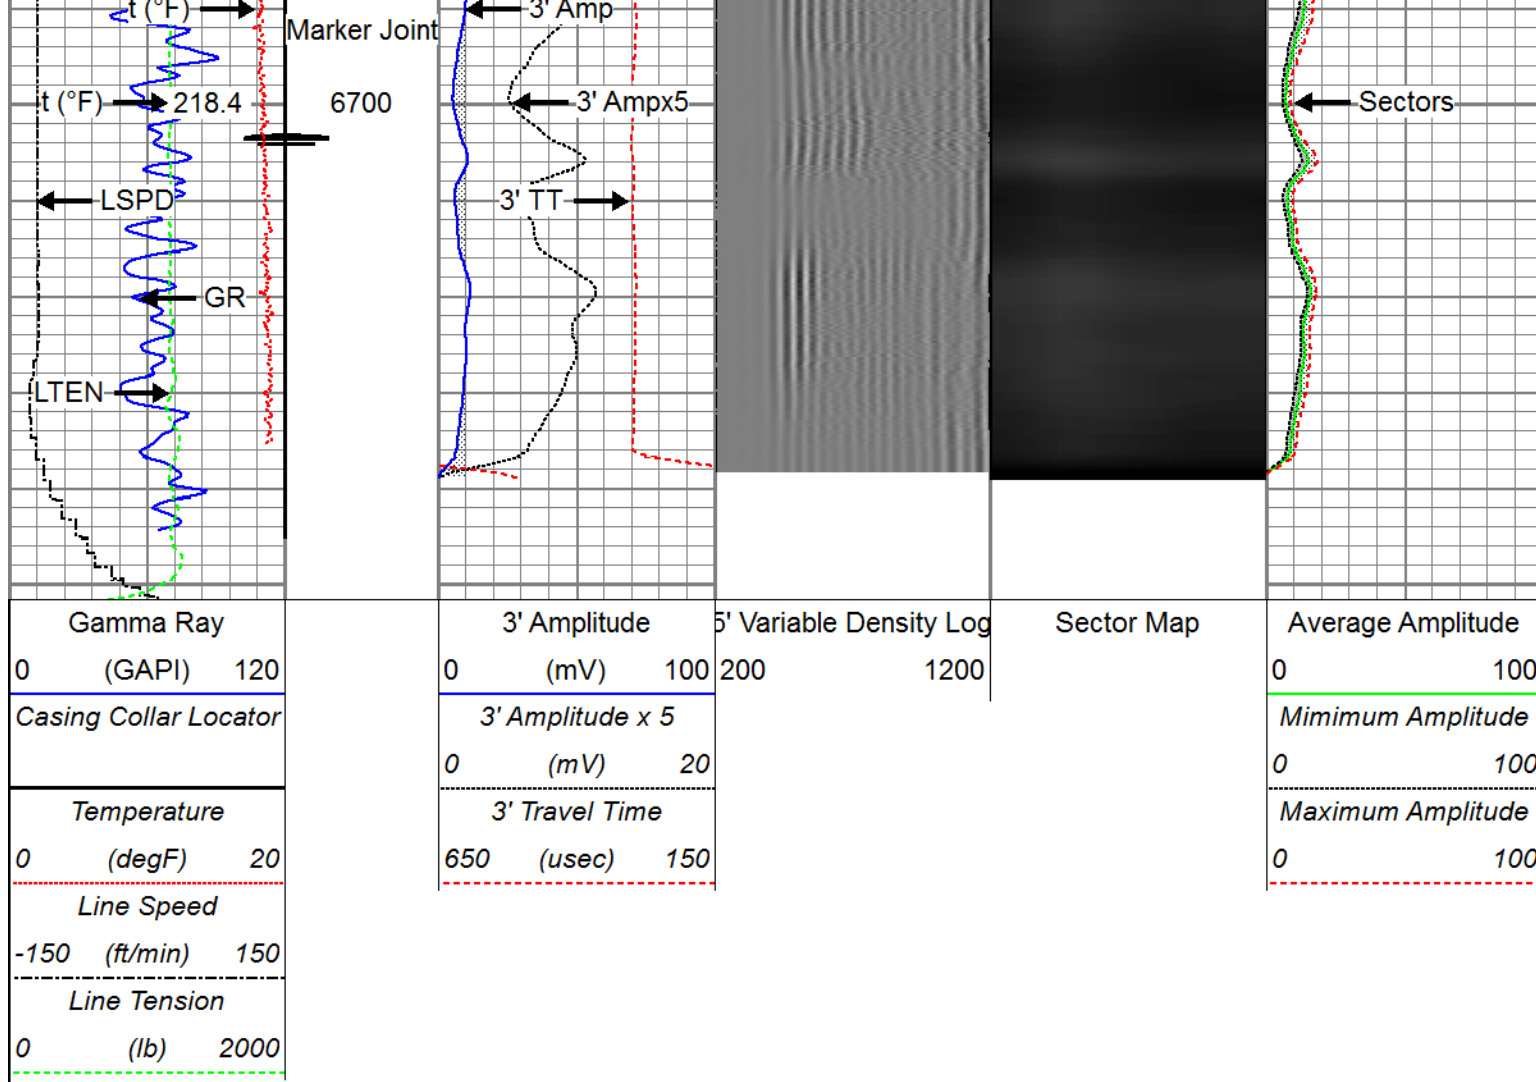 t (°F)
3' Amp
Marker Joint
t (°F)
218.4
6700
3' Ampx5
Sectors
LSPD
3' TT
GR
LTEN
Gamma Ray
0 (GAPI) 120
Casing Collar Locator
Temperature
0 (degF) 20
Line Speed
-150 (ft/min) 150
Line Tension
0 (lb) 2000
3' Amplitude
0 (mV) 100
3' Amplitude x 5
0 (mV) 20
3' Travel Time
650 (usec) 150
5' Variable Density Log
200 1200
Sector Map
Average Amplitude
0 100
Mimimum Amplitude
0 100
Maximum Amplitude
0 100